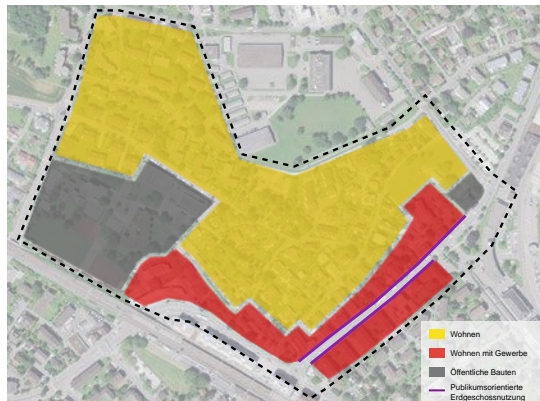 Wohnen
Wohnen mit Gewerbe
Öffentliche Bauten
Publikumsorientierte
Erdgeschossnutzung